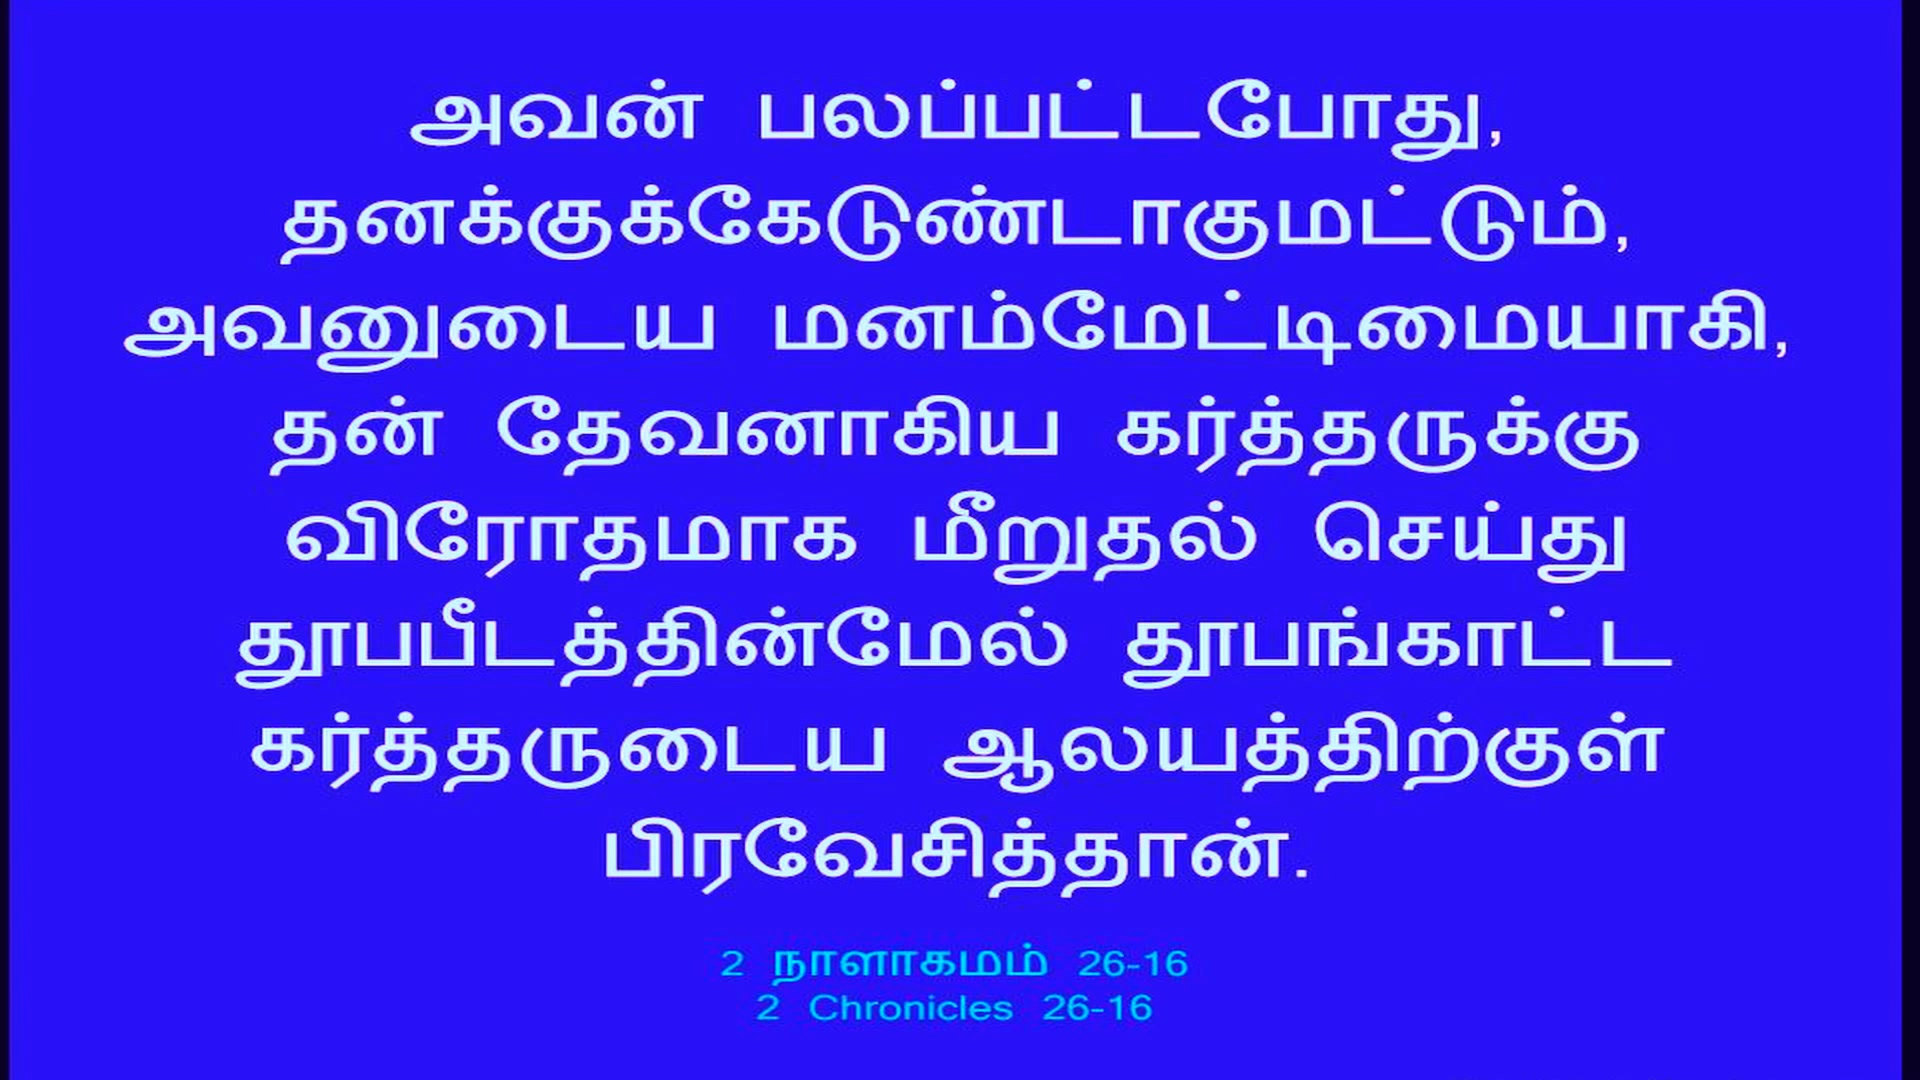 அவன் பலப்பட்டபோது,
தனக்குக்கேடுண்டாகுமட்டும்,
அவனுடைய மனம்மேட்டிமையாகி,
தன் தேவனாகிய கர்த்தருக்கு
விரோதமாக மீறுதல் செய்து
தூபபீடத்தின்மேல் தூபங்காட்ட
கர்த்தருடைய ஆலயத்திற்குள்
பிரவேசித்தான்.
2 நாளாகமம் 26-16
2 Chronicles 26-16